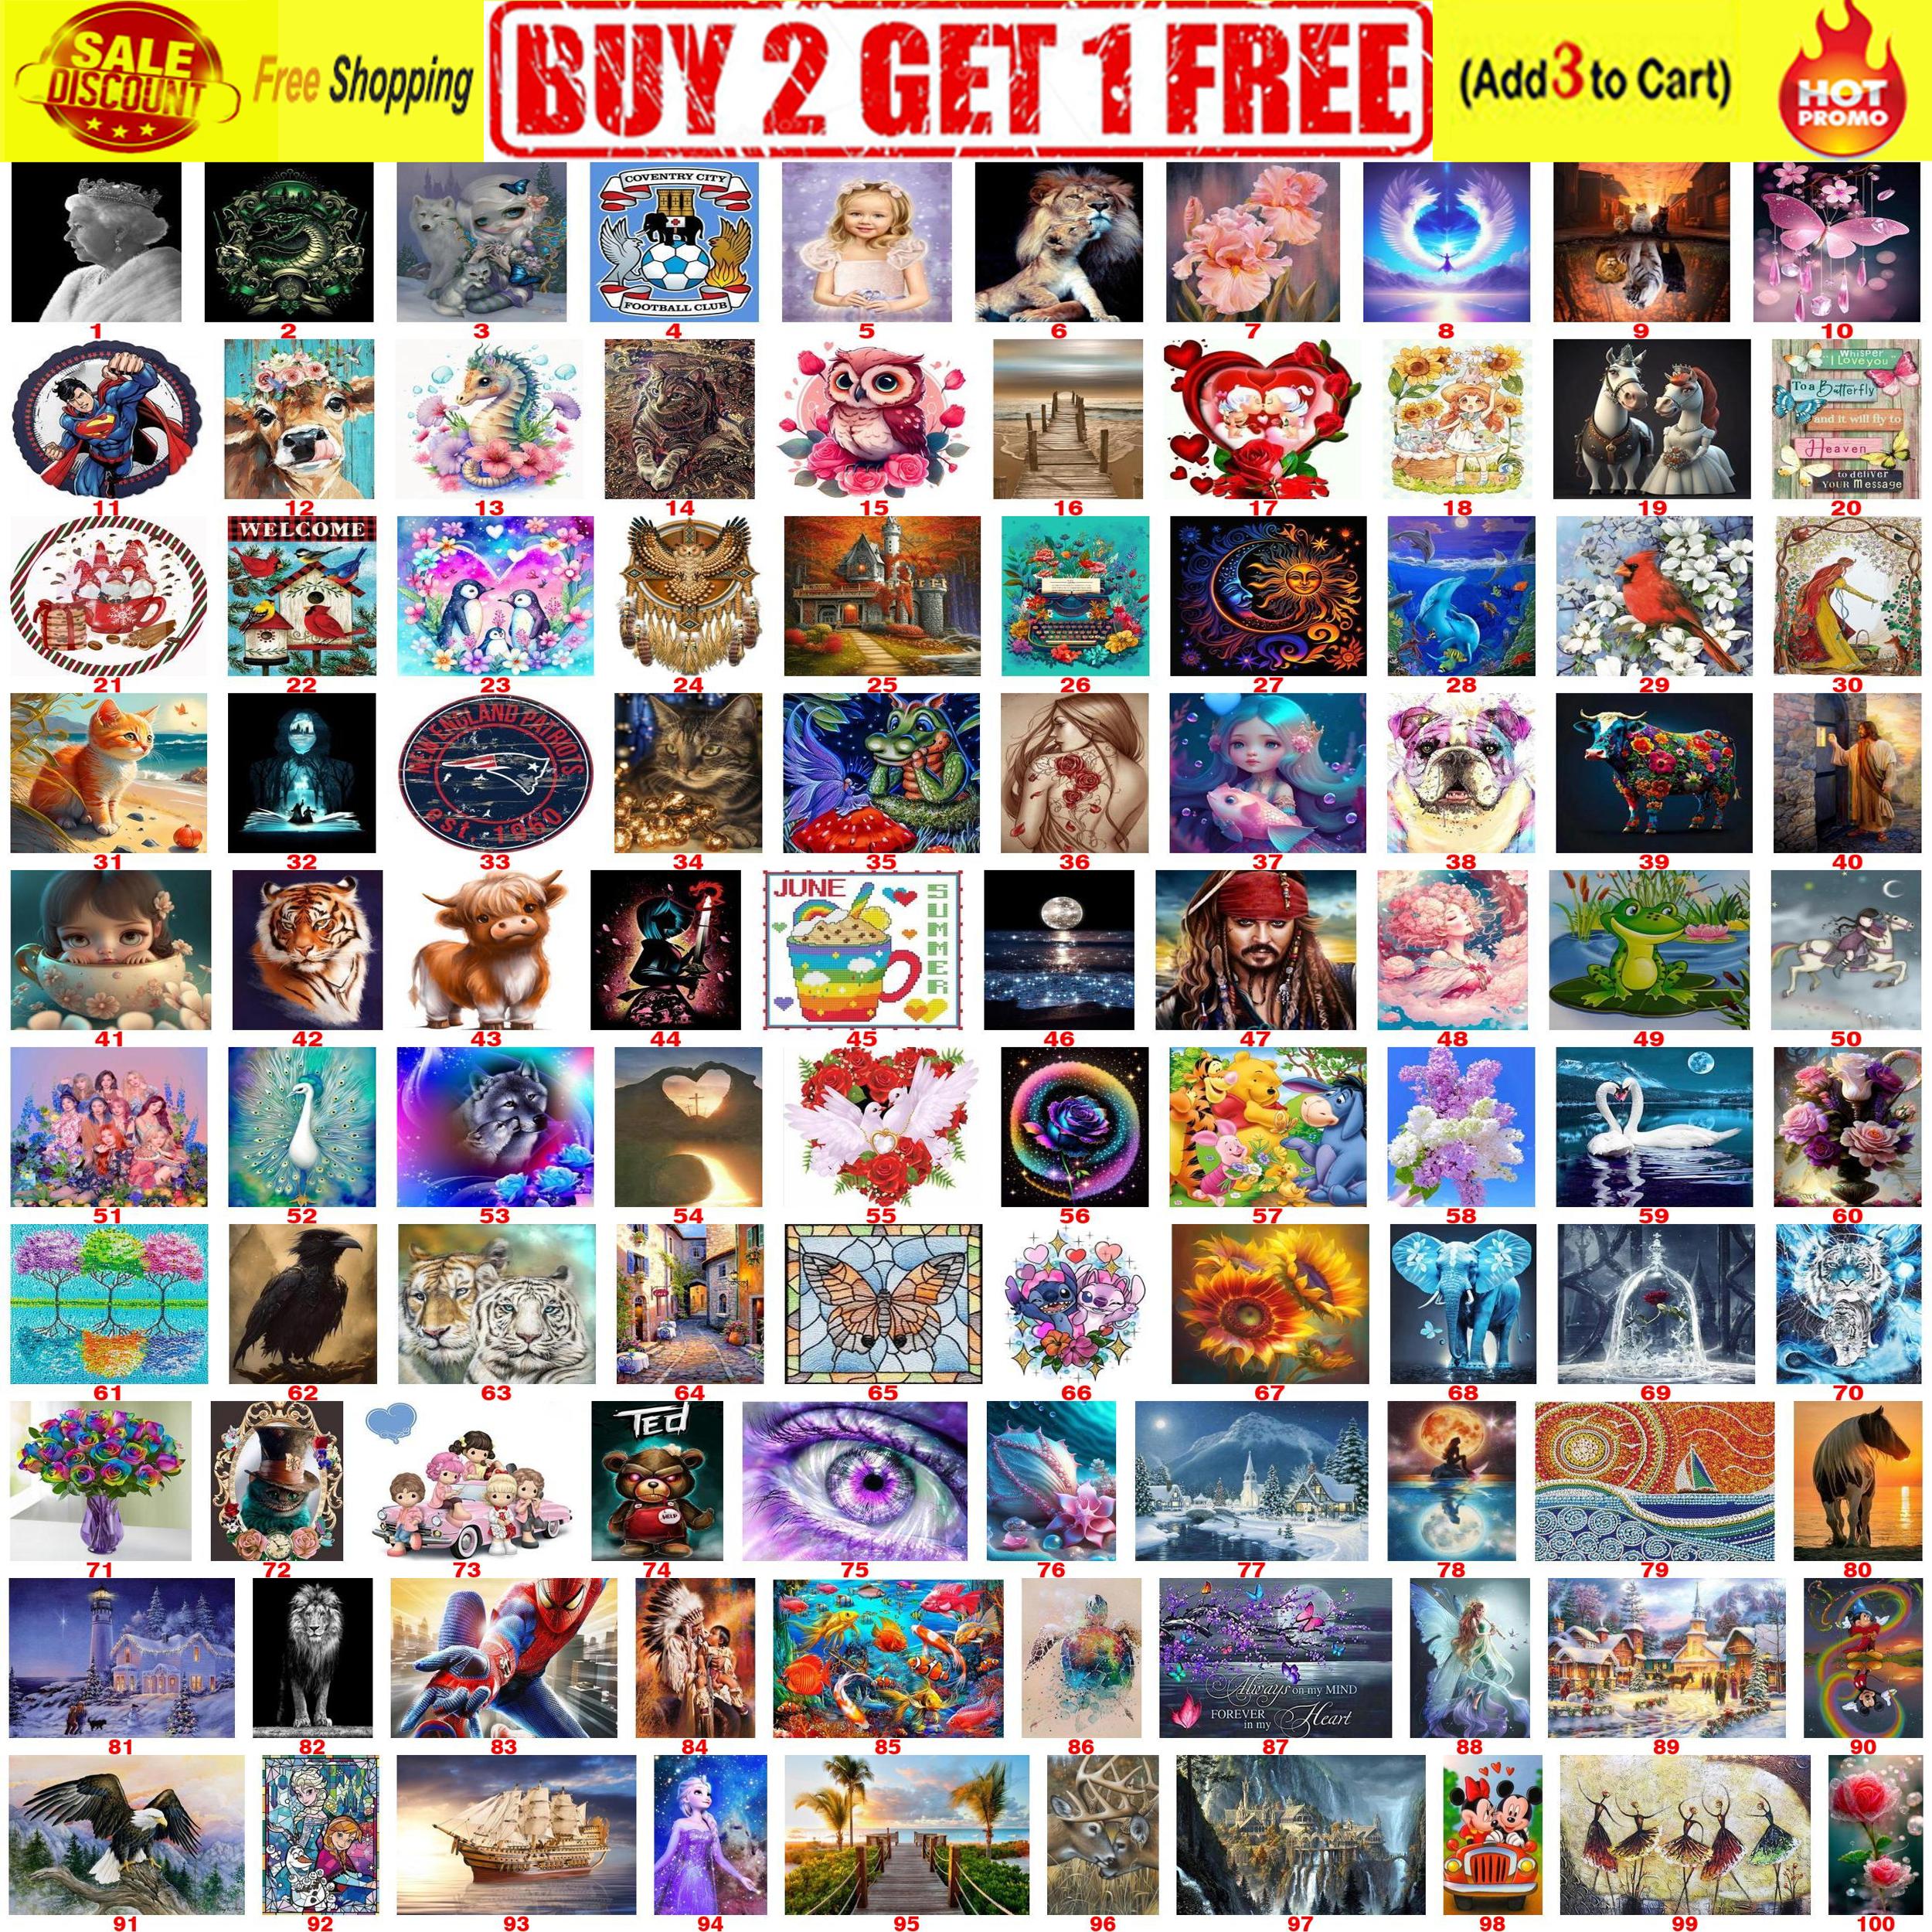 SALE
DISCOUNT
Free Shopping
BUY 2 GET 1 FREE
(Add 3 to Cart)
HOT
PROMO
COVENTRY CITY
FOOTBALL CLUB
1 2 3 4 5 6 7 8 9 10
Whisper
"I Love you"
To a Butterfly
and it will fly to
Heaven
to deliver
YOUR Message
11 12 13 14 15 16 17 18 19 20
WELCOME
21 22 23 24 25 26 27 28 29 30
NEW ENGLAND PATRIOTS
est. 1960
31 32 33 34 35 36 37 38 39 40
JUNE
SUMMER
41 42 43 44 45 46 47 48 49 50
51 52 53 54 55 56 57 58 59 60
61 62 63 64 65 66 67 68 69 70
TED
HELP
71 72 73 74 75 76 77 78 79 80
Always on my MIND
FOREVER
in my Heart
81 82 83 84 85 86 87 88 89 90
91 92 93 94 95 96 97 98 99 100